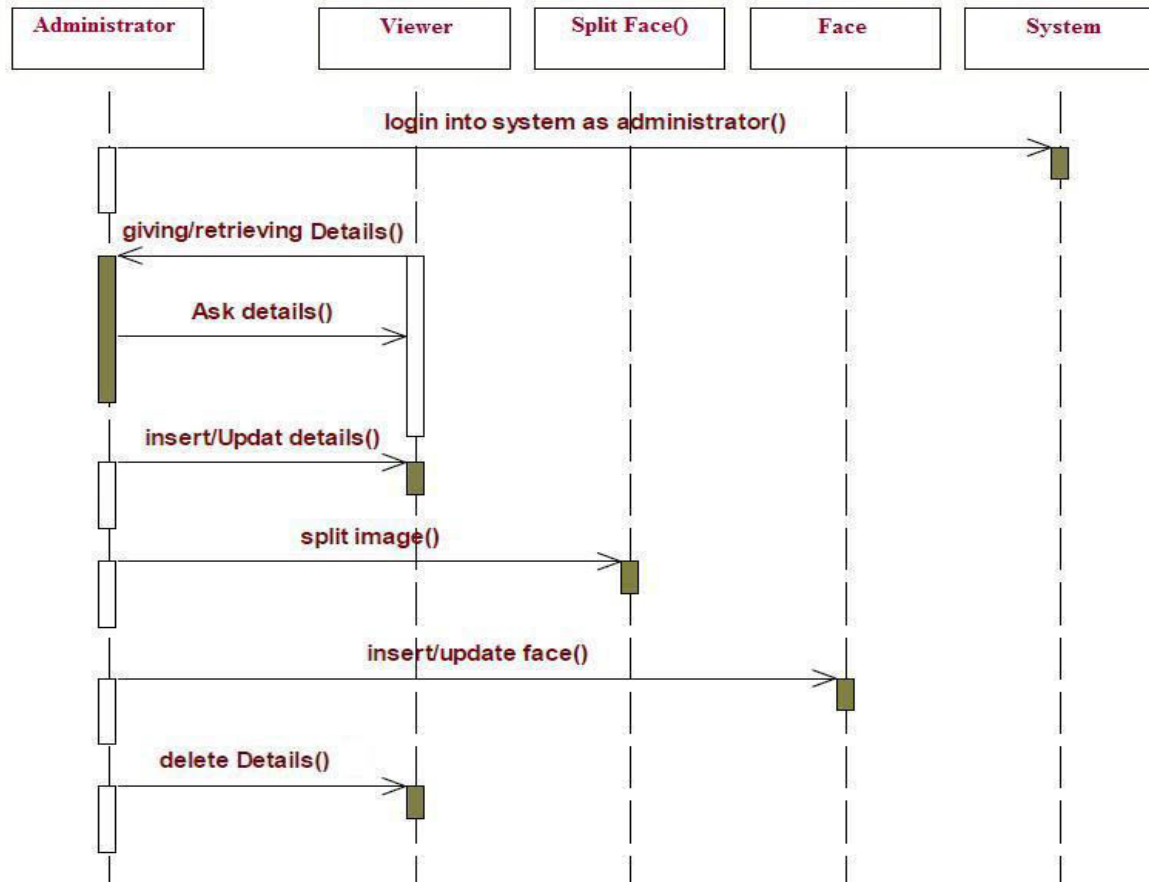 Administrator
Viewer
Split Face()
Face
System
login into system as administrator()
giving/retrieving Details()
Ask details()
insert/Updat details()
split image()
insert/update face()
delete Details()